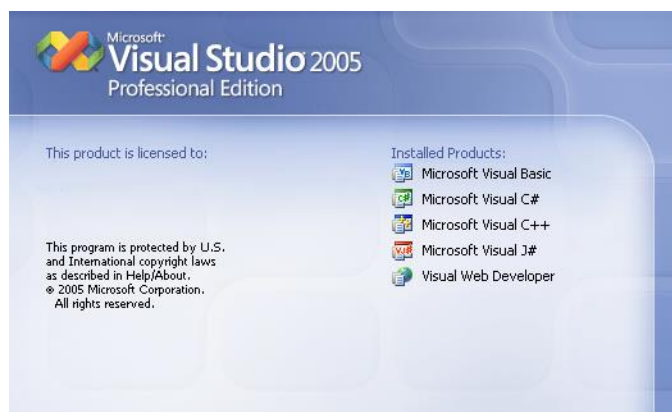 Microsoft
Visual Studio 2005
Professional Edition
This product is licensed to:
This program is protected by U.S.
and International copyright laws
as described in Help/About.
© 2005 Microsoft Corporation.
All rights reserved.
Installed Products:
Microsoft Visual Basic
Microsoft Visual C#
Microsoft Visual C++
Microsoft Visual J#
Visual Web Developer